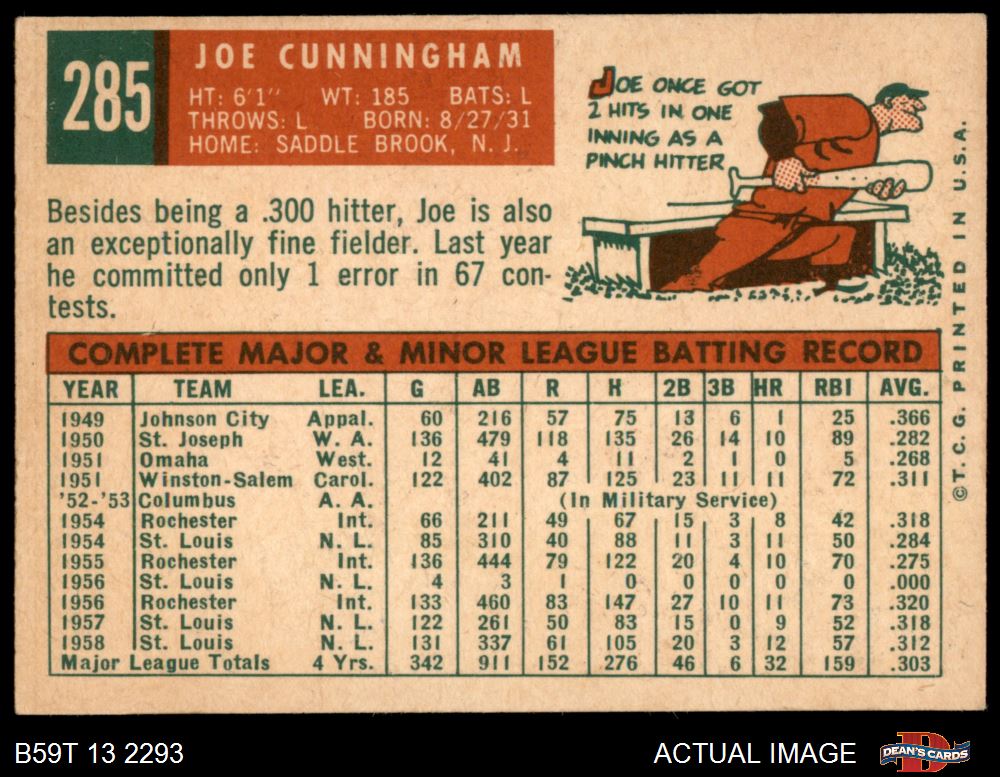 285
JOE CUNNINGHAM
HT: 6'1" WT: 185 BATS: L
THROWS: L BORN: 8/27/31
HOME: SADDLE BROOK, N. J.
JOE ONCE GOT
2 HITS IN ONE
INNING AS A
PINCH HITTER
Besides being a .300 hitter, Joe is also
an exceptionally fine fielder. Last year
he committed only 1 error in 67 con-
tests.
COMPLETE MAJOR & MINOR LEAGUE BATTING RECORD
YEAR TEAM LEA. G AB R H 2B 3B HR RBI AVG.
1949 Johnson City Appal. 60 216 57 75 13 6 1 25 .366
1950 St. Joseph W. A. 136 479 118 135 26 14 10 89 .282
1951 Omaha West. 12 41 4 11 2 1 0 5 .268
1951 Winston-Salem Carol. 122 402 87 125 23 11 11 72 .311
'52-'53 Columbus A. A. (In Military Service)
1954 Rochester Int. 66 211 49 67 15 3 8 42 .318
1954 St. Louis N. L. 85 310 40 88 11 3 11 50 .284
1955 Rochester Int. 136 444 79 122 20 4 10 70 .275
1956 St. Louis N. L. 4 3 1 0 0 0 0 0 .000
1956 Rochester Int. 133 460 83 147 27 10 11 73 .320
1957 St. Louis N. L. 122 261 50 83 15 0 9 52 .318
1958 St. Louis N. L. 131 337 61 105 20 3 12 57 .312
Major League Totals 4 Yrs. 342 911 152 276 46 6 32 159 .303
©T. C. G. PRINTED IN U.S.A.
B59T 13 2293
ACTUAL IMAGE
D
DEAN'S CARDS